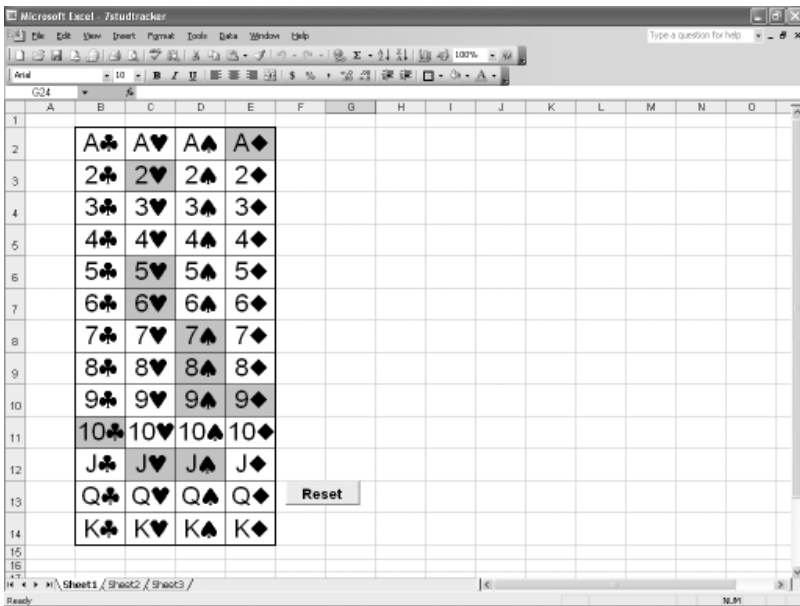 Microsoft Excel - 7studtracker
File Edit View Insert Format Tools Data Window Help Type a question for help
100%
Arial 10 B I U $ % ,
G24 fx
A B C D E F G H I J K L M N O
1
2 A♣ A♥ A♠ A◆
3 2♣ 2♥ 2♠ 2◆
4 3♣ 3♥ 3♠ 3◆
5 4♣ 4♥ 4♠ 4◆
6 5♣ 5♥ 5♠ 5◆
7 6♣ 6♥ 6♠ 6◆
8 7♣ 7♥ 7♠ 7◆
9 8♣ 8♥ 8♠ 8◆
10 9♣ 9♥ 9♠ 9◆
11 10♣ 10♥ 10♠ 10◆
12 J♣ J♥ J♠ J◆
13 Q♣ Q♥ Q♠ Q◆ Reset
14 K♣ K♥ K♠ K◆
15
16
17
Sheet1 / Sheet2 / Sheet3 /
Ready NUM